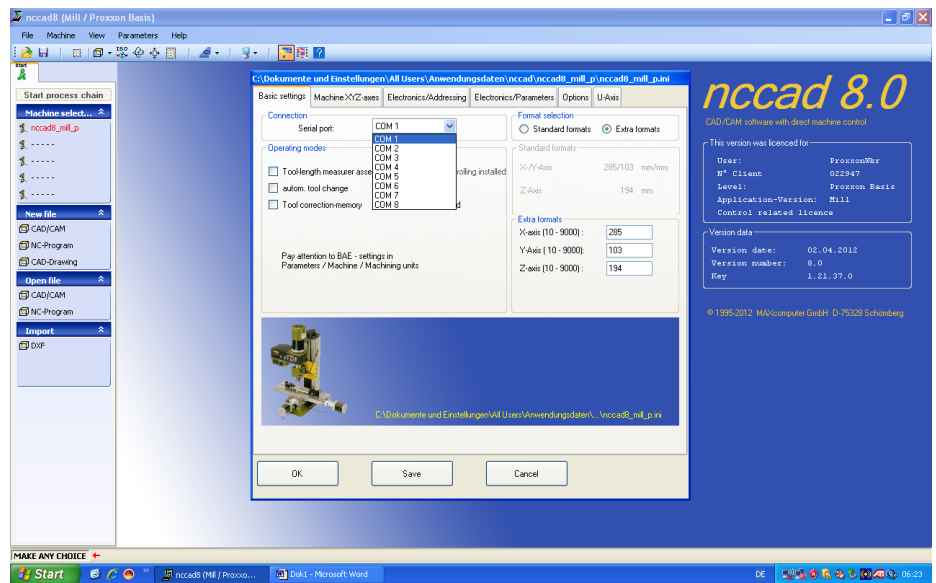 nccad8 (Mill / Proxxon Basis)
File Machine View Parameters Help
Start
Start process chain
Machine select...
nccad8_mill_p
- - - - -
- - - - -
- - - - -
- - - - -
New file
CAD/CAM
NC-Program
CAD-Drawing
Open file
CAD/CAM
NC-Program
Import
DXF
C:\Dokumente und Einstellungen\All Users\Anwendungsdaten\nccad\nccad8_mill_p\nccad8_mill_p.ini
Basic settings Machine XYZ-axes Electronics/Addressing Electronics/Parameters Options U-Axis
Connection
Serial port: COM 1
COM 1
COM 2
COM 3
COM 4
COM 5
COM 6
COM 7
COM 8
Operating modes
Tool-length measurer asse rolling installed
autom. tool change
Tool correction-memory d
Pay attention to BAE - settings in
Parameters / Machine / Machining units
Format selection
Standard formats Extra formats
Standard formats
X-/Y-Axis 285/103 mm/mm
Z-Axis 194 mm
Extra formats
X-axis (10 - 9000) : 285
Y-Axis ( 10 - 9000): 103
Z-axis (10 - 9000) : 194
C:\Dokumente und Einstellungen\All Users\Anwendungsdaten\...\nccad8_mill_p.ini
OK Save Cancel
nccad 8.0
CAD/CAM software with direct machine control
This version was licenced for
User: ProxxonWkr
N° Client 022947
Level: Proxxon Basis
Application-Version: Mill
Control related licence
Version data
Version date: 02.04.2012
Version number: 8.0
Key 1.21.37.0
© 1995-2012 MAXcomputer GmbH D-75328 Schömberg
MAKE ANY CHOICE
Start nccad8 (Mill / Proxxo... Dok1 - Microsoft Word DE 06:23